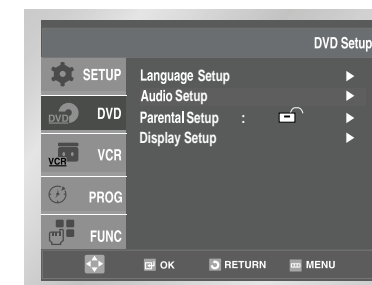 DVD Setup
SETUP
DVD DVD
VCR VCR
PROG
FUNC
Language Setup ►
Audio Setup ►
Parental Setup : ►
Display Setup ►
OK RETURN MENU